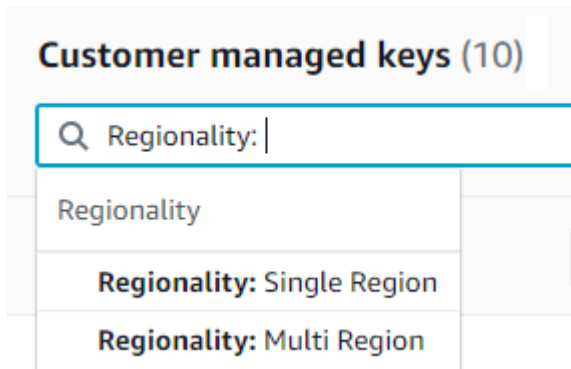 Customer managed keys (10)
Regionality:
Regionality
Regionality: Single Region
Regionality: Multi Region